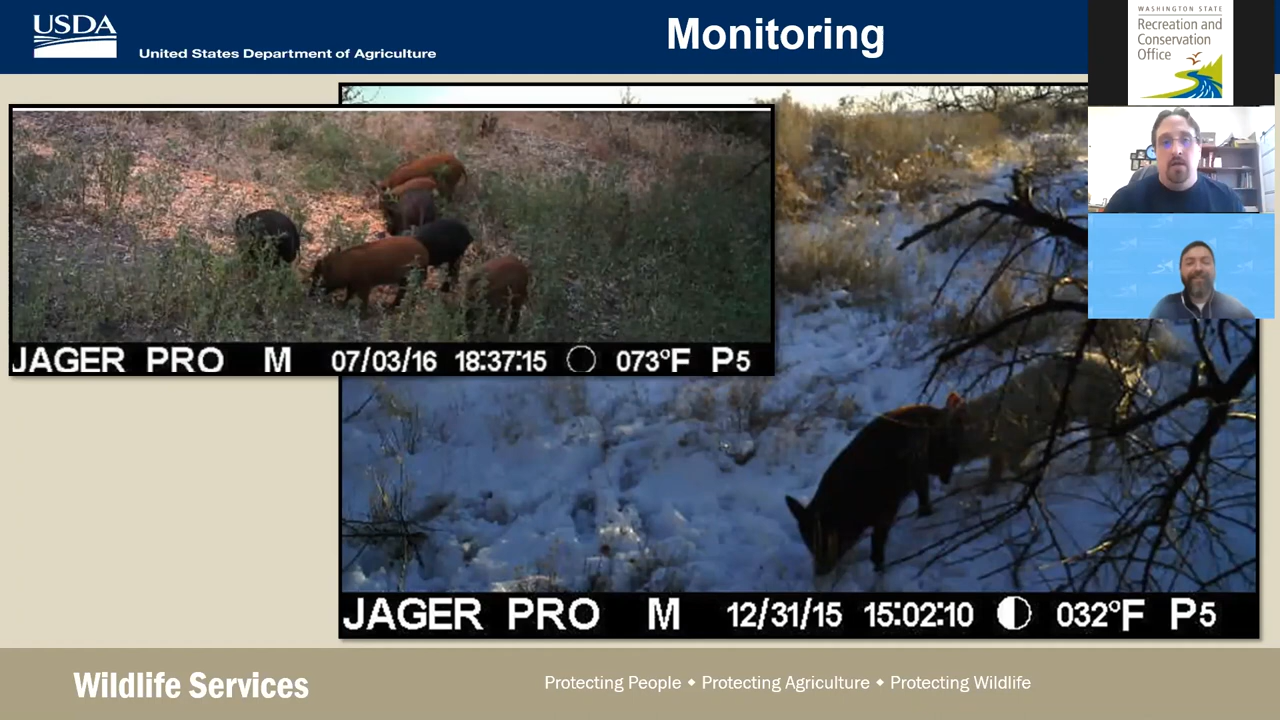 USDA
United States Department of Agriculture
Monitoring
WASHINGTON STATE
Recreation and
Conservation
Office
JAGER PRO M 07/03/16 18:37:15 073°F P5
JAGER PRO M 12/31/15 15:02:10 032°F P5
Wildlife Services
Protecting People ◆ Protecting Agriculture ◆ Protecting Wildlife